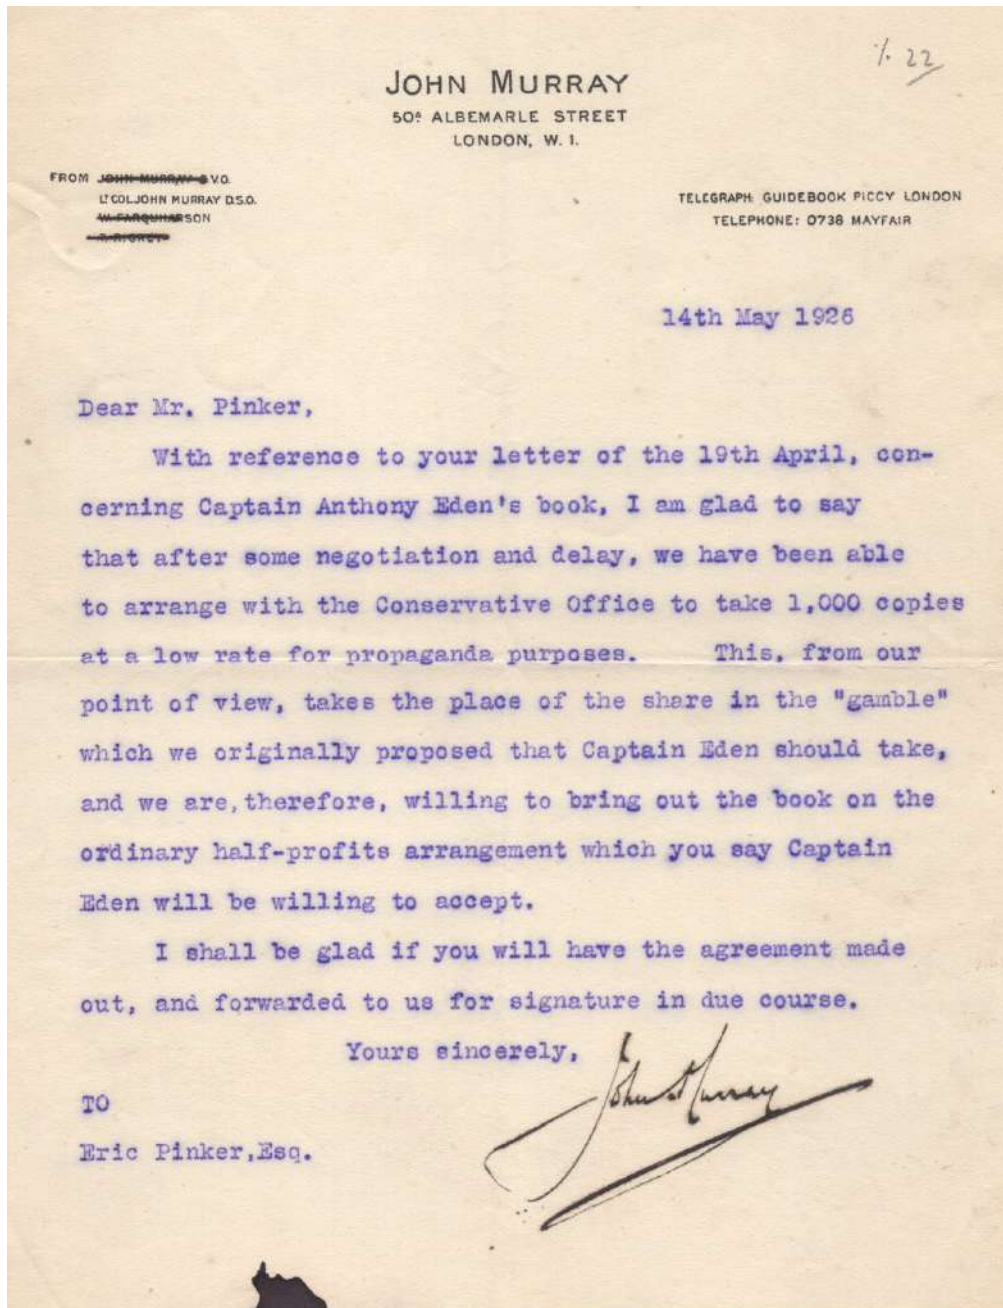 22
JOHN MURRAY
50A ALBEMARLE STREET
LONDON, W. 1.
FROM JOHN MURRAY C.V.O.
LT COL JOHN MURRAY D.S.O.
W. FARQUHARSON
TELEGRAPH: GUIDEBOOK PICCY LONDON
TELEPHONE: 0738 MAYFAIR
14th May 1926
Dear Mr. Pinker,
With reference to your letter of the 19th April, con-
cerning Captain Anthony Eden's book, I am glad to say
that after some negotiation and delay, we have been able
to arrange with the Conservative Office to take 1,000 copies
at a low rate for propaganda purposes. This, from our
point of view, takes the place of the share in the "gamble"
which we originally proposed that Captain Eden should take,
and we are,therefore, willing to bring out the book on the
ordinary half-profits arrangement which you say Captain
Eden will be willing to accept.
I shall be glad if you will have the agreement made
out, and forwarded to us for signature in due course.
Yours sincerely,
John Murray
TO
Eric Pinker,Esq.